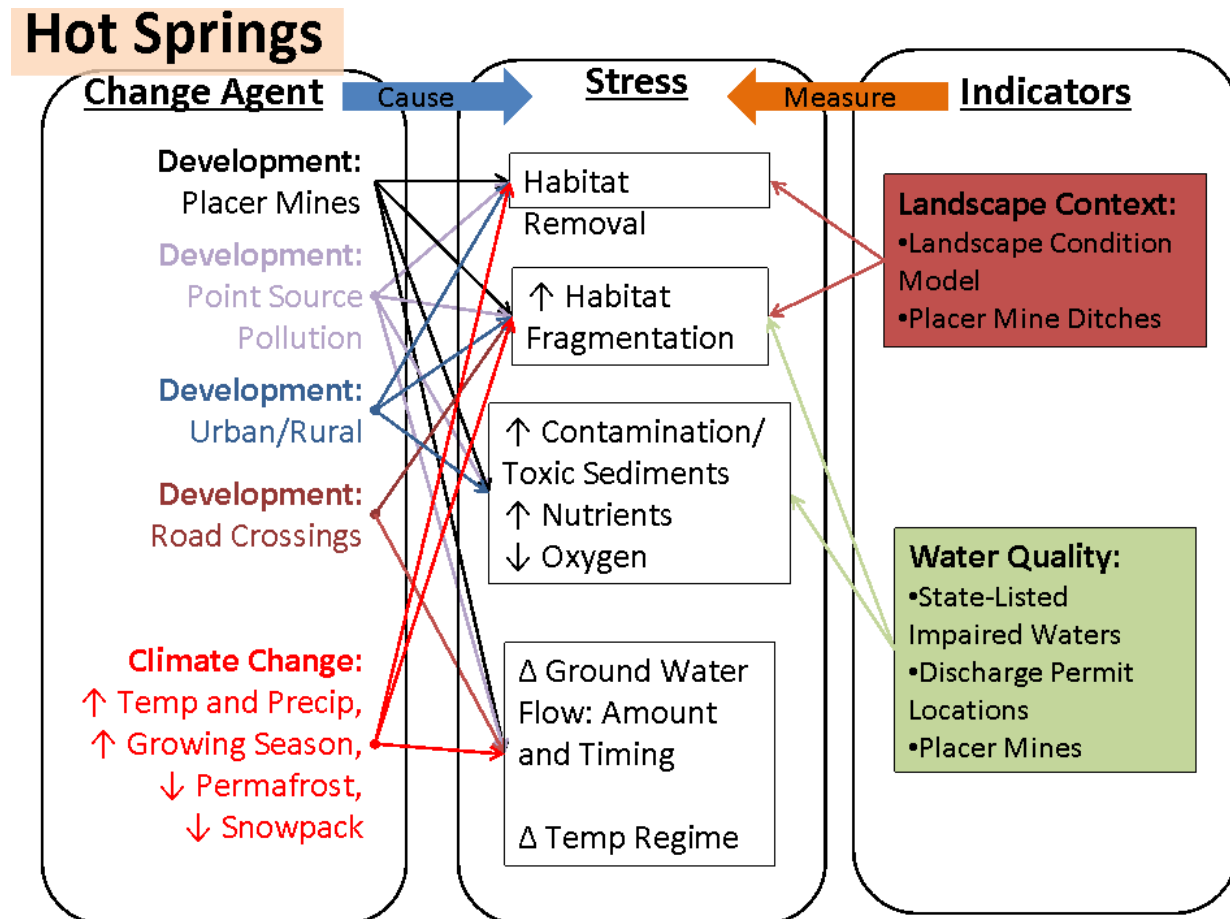 Hot Springs
Change Agent
Cause
Stress
Measure
Indicators
Development:
Placer Mines
Development:
Point Source
Pollution
Development:
Urban/Rural
Development:
Road Crossings
Climate Change:
↑ Temp and Precip,
↑ Growing Season,
↓ Permafrost,
↓ Snowpack
Habitat
Removal
↑ Habitat
Fragmentation
↑ Contamination/
Toxic Sediments
↑ Nutrients
↓ Oxygen
Δ Ground Water
Flow: Amount
and Timing
Δ Temp Regime
Landscape Context:
•Landscape Condition
Model
•Placer Mine Ditches
Water Quality:
•State-Listed
Impaired Waters
•Discharge Permit
Locations
•Placer Mines